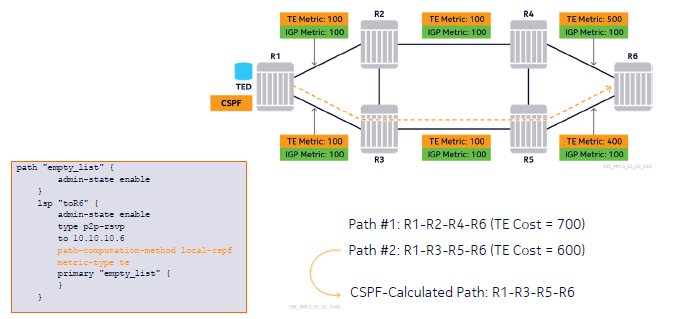 TE Metric: 100
IGP Metric: 100
R2
TE Metric: 100
IGP Metric: 100
R4
TE Metric: 500
IGP Metric: 100
R1
R6
TED
CSPF
TE Metric: 100
IGP Metric: 100
R3
TE Metric: 100
IGP Metric: 100
R5
TE Metric: 400
IGP Metric: 100
path "empty_list" {
admin-state enable
}
lsp "toR6" {
admin-state enable
type p2p-rsvp
to 10.10.10.6
path-computation-method local-cspf
metric-type te
primary "empty_list" {
}
}
Path #1: R1-R2-R4-R6 (TE Cost = 700)
Path #2: R1-R3-R5-R6 (TE Cost = 600)
CSPF-Calculated Path: R1-R3-R5-R6